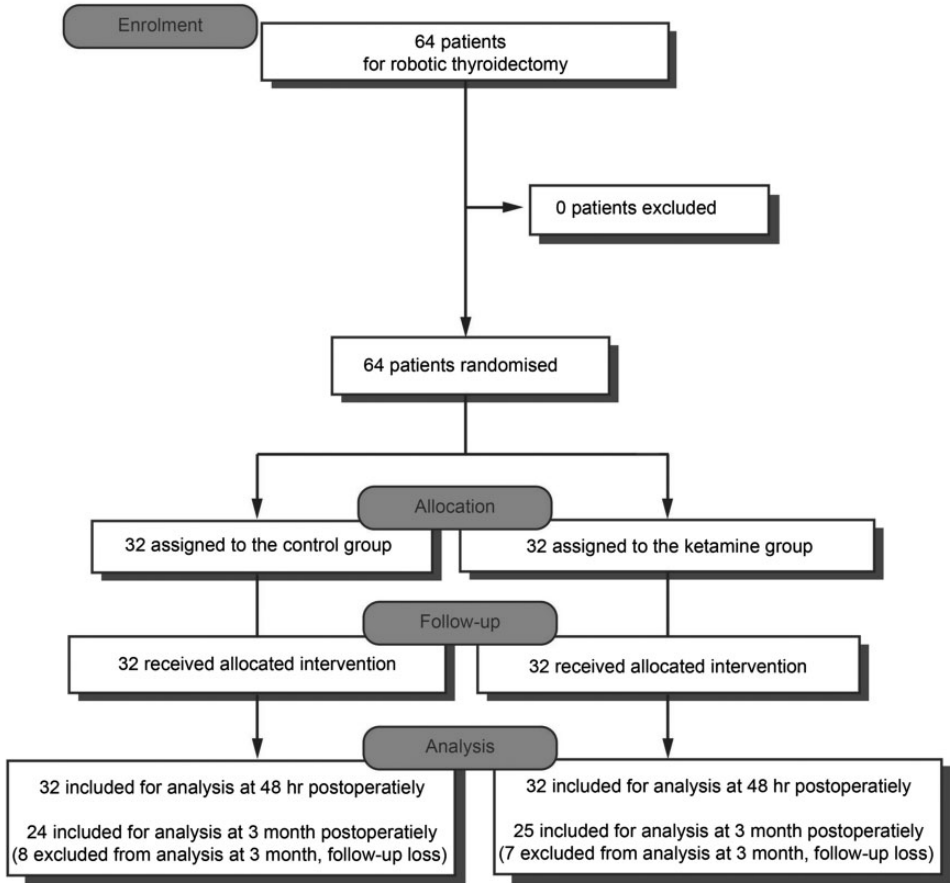 Enrolment
64 patients
for robotic thyroidectomy
0 patients excluded
64 patients randomised
Allocation
32 assigned to the control group
32 assigned to the ketamine group
Follow-up
32 received allocated intervention
32 received allocated intervention
Analysis
32 included for analysis at 48 hr postoperatiely
24 included for analysis at 3 month postoperatiely
(8 excluded from analysis at 3 month, follow-up loss)
32 included for analysis at 48 hr postoperatiely
25 included for analysis at 3 month postoperatiely
(7 excluded from analysis at 3 month, follow-up loss)